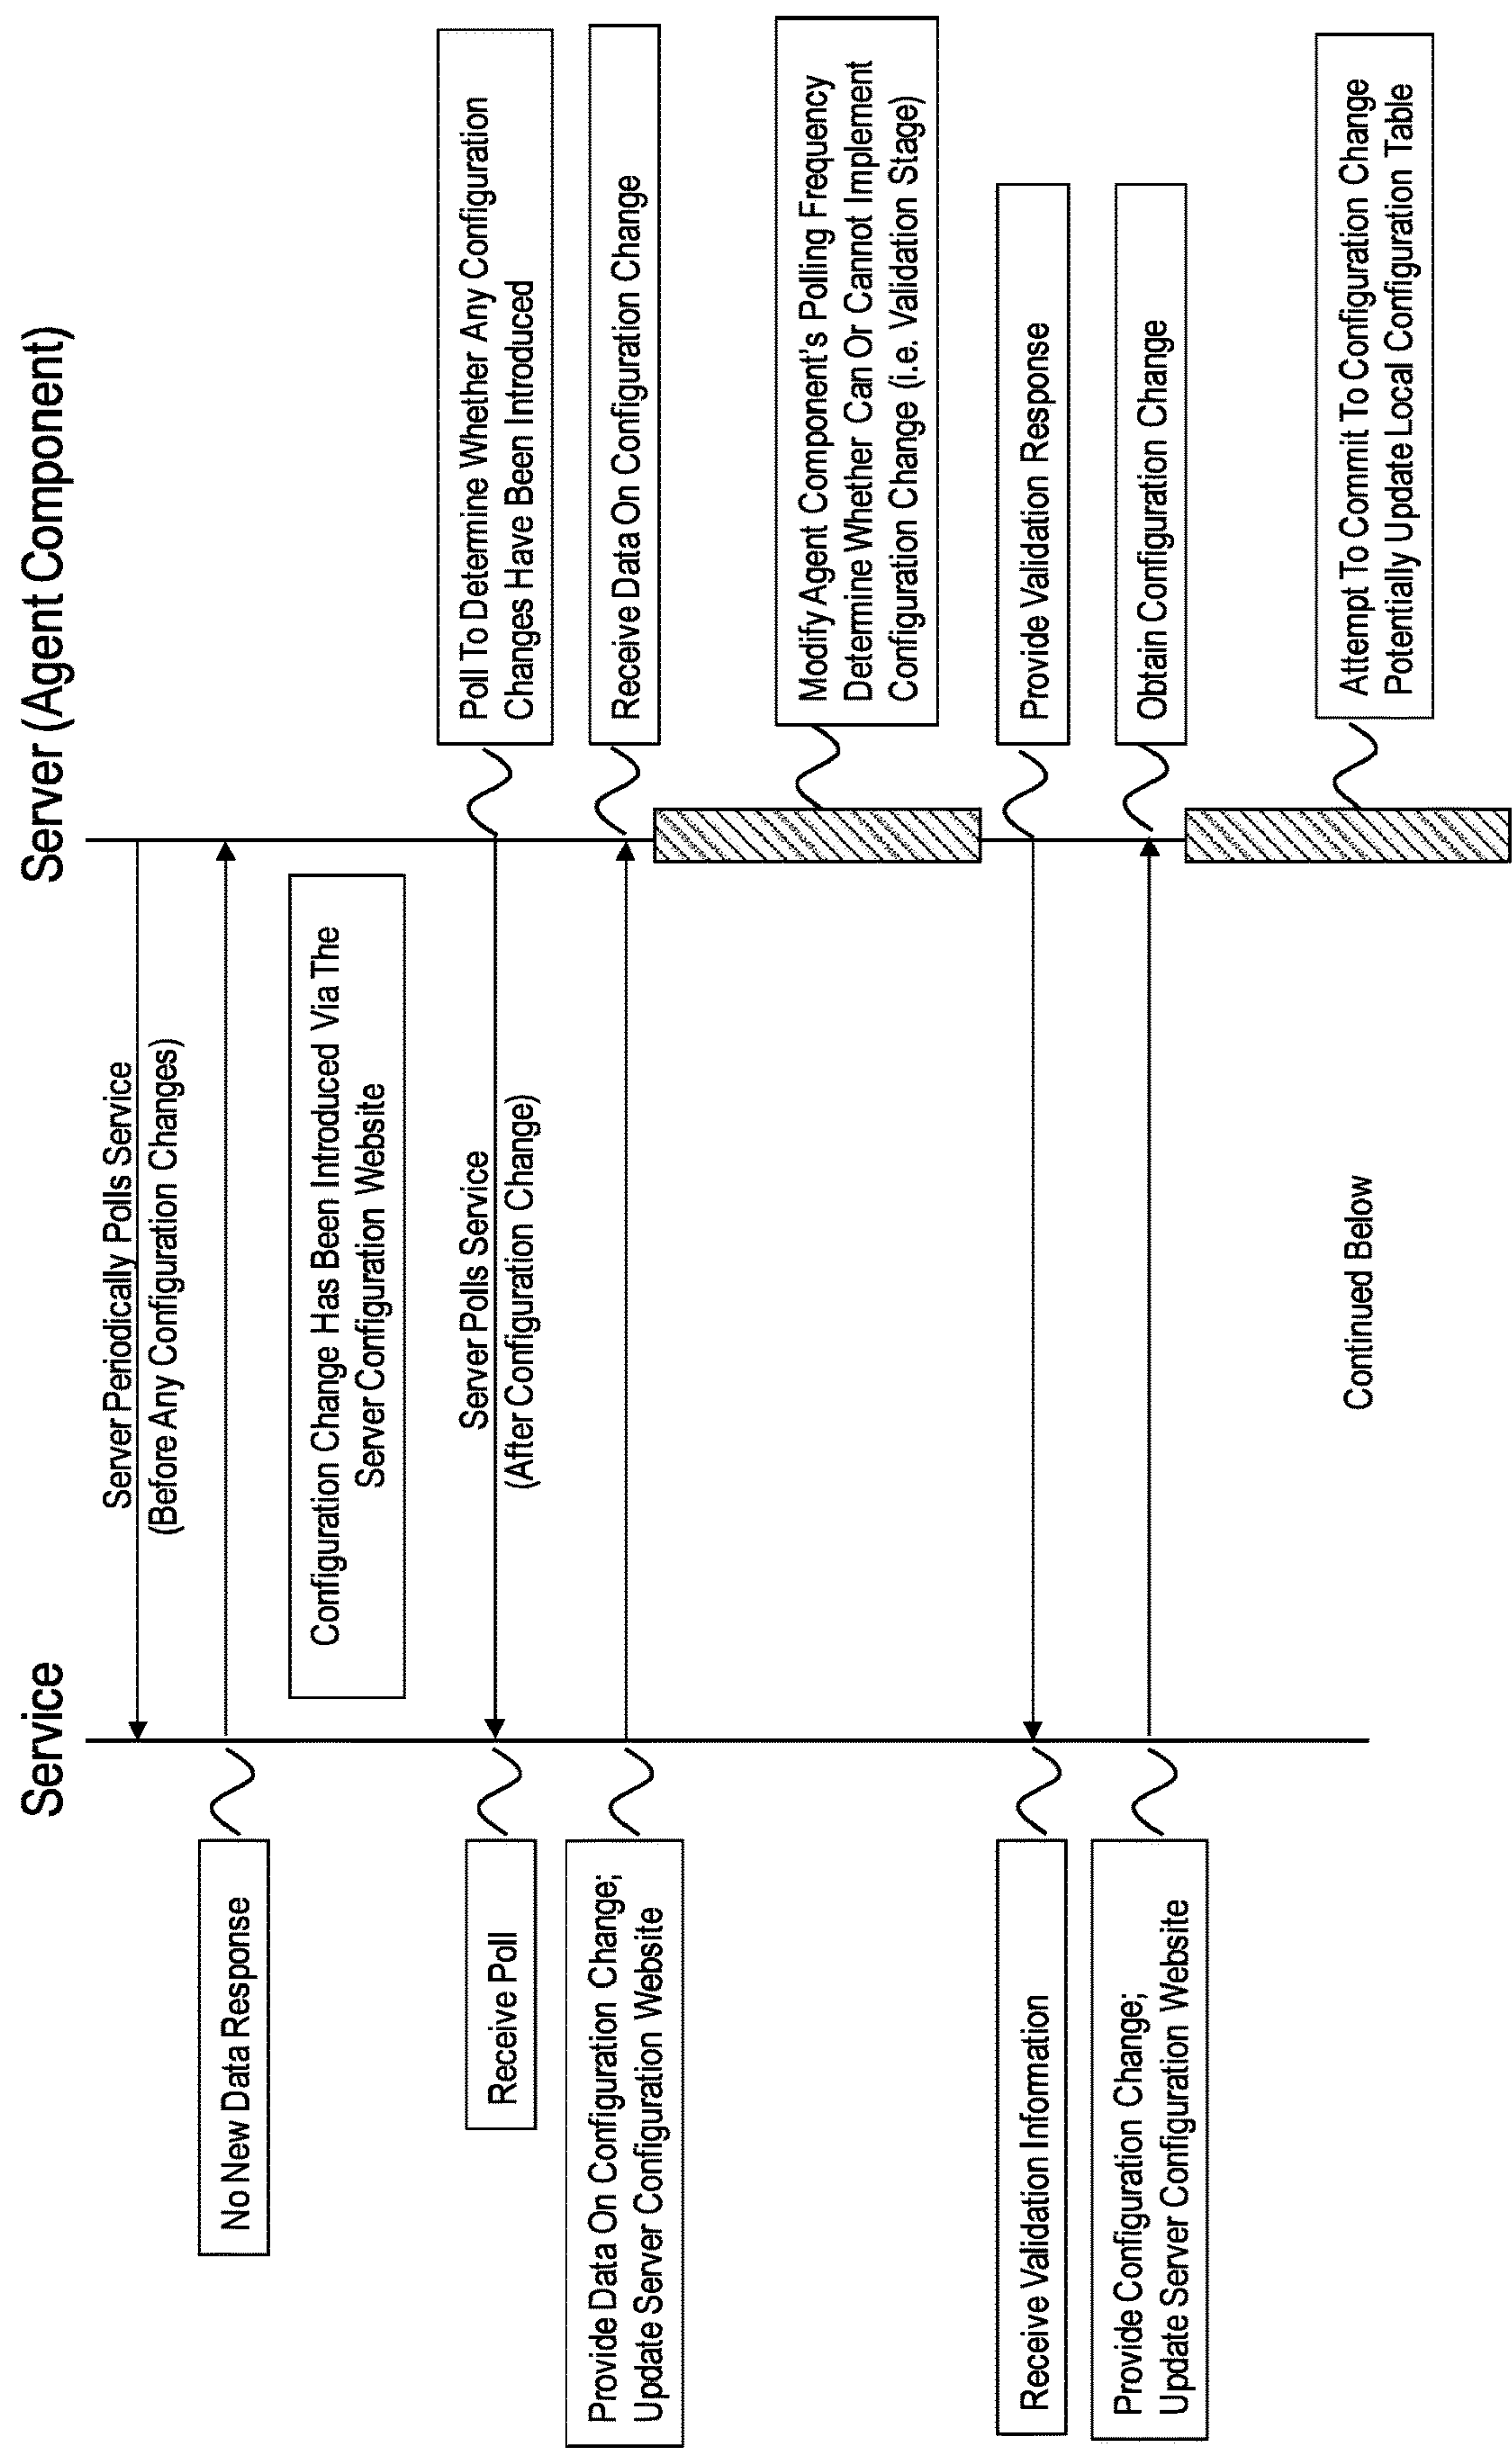 Service
Server (Agent Component)
Server Periodically Polls Service
(Before Any Configuration Changes)
No New Data Response
Configuration Change Has Been Introduced Via The
Server Configuration Website
Poll To Determine Whether Any Configuration
Changes Have Been Introduced
Server Polls Service
(After Configuration Change)
Receive Poll
Receive Data On Configuration Change
Provide Data On Configuration Change;
Update Server Configuration Website
Modify Agent Component's Polling Frequency
Determine Whether Can Or Cannot Implement
Configuration Change (i.e. Validation Stage)
Provide Validation Response
Receive Validation Information
Obtain Configuration Change
Provide Configuration Change;
Update Server Configuration Website
Attempt To Commit To Configuration Change
Potentially Update Local Configuration Table
Continued Below